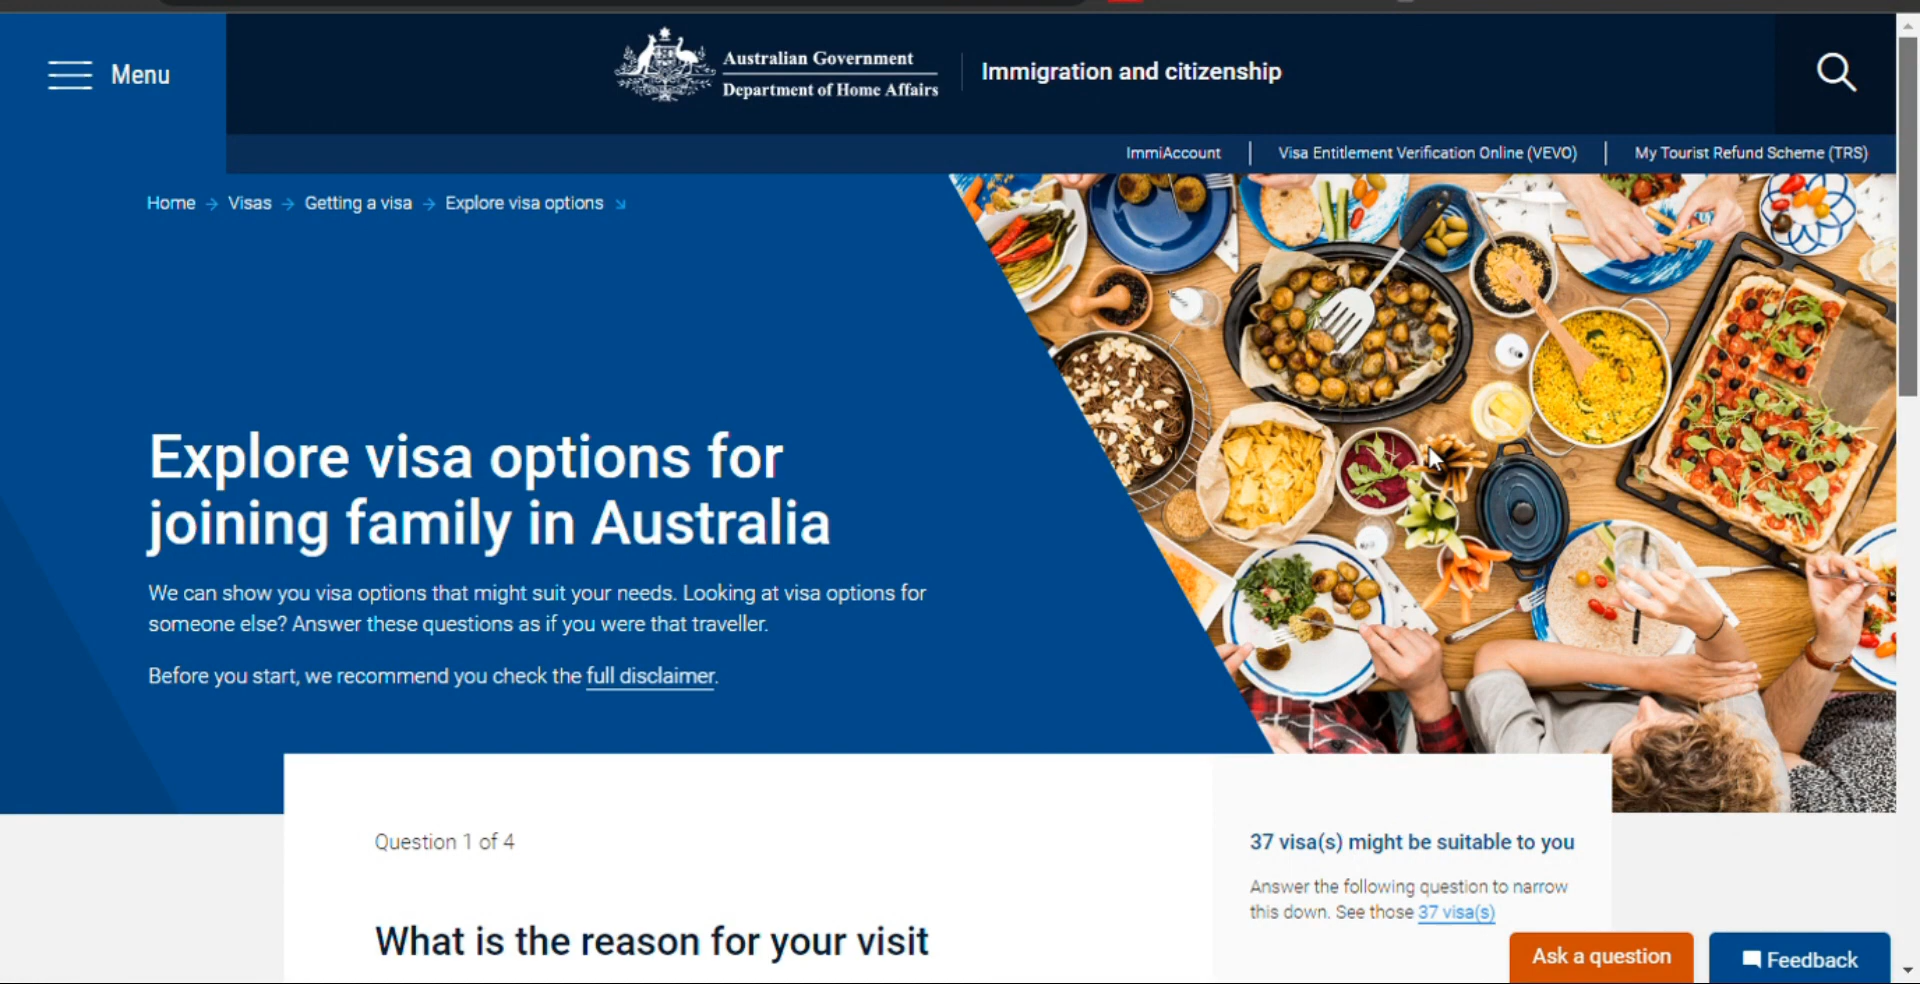 Menu
Australian Government
Department of Home Affairs
Immigration and citizenship
ImmiAccount
Visa Entitlement Verification Online (VEVO)
My Tourist Refund Scheme (TRS)
Home
Visas
Getting a visa
Explore visa options
Explore visa options for
joining family in Australia
We can show you visa options that might suit your needs. Looking at visa options for
someone else? Answer these questions as if you were that traveller.
Before you start, we recommend you check the full disclaimer.
Question 1 of 4
What is the reason for your visit
37 visa(s) might be suitable to you
Answer the following question to narrow
this down. See those 37 visa(s)
Ask a question
Feedback